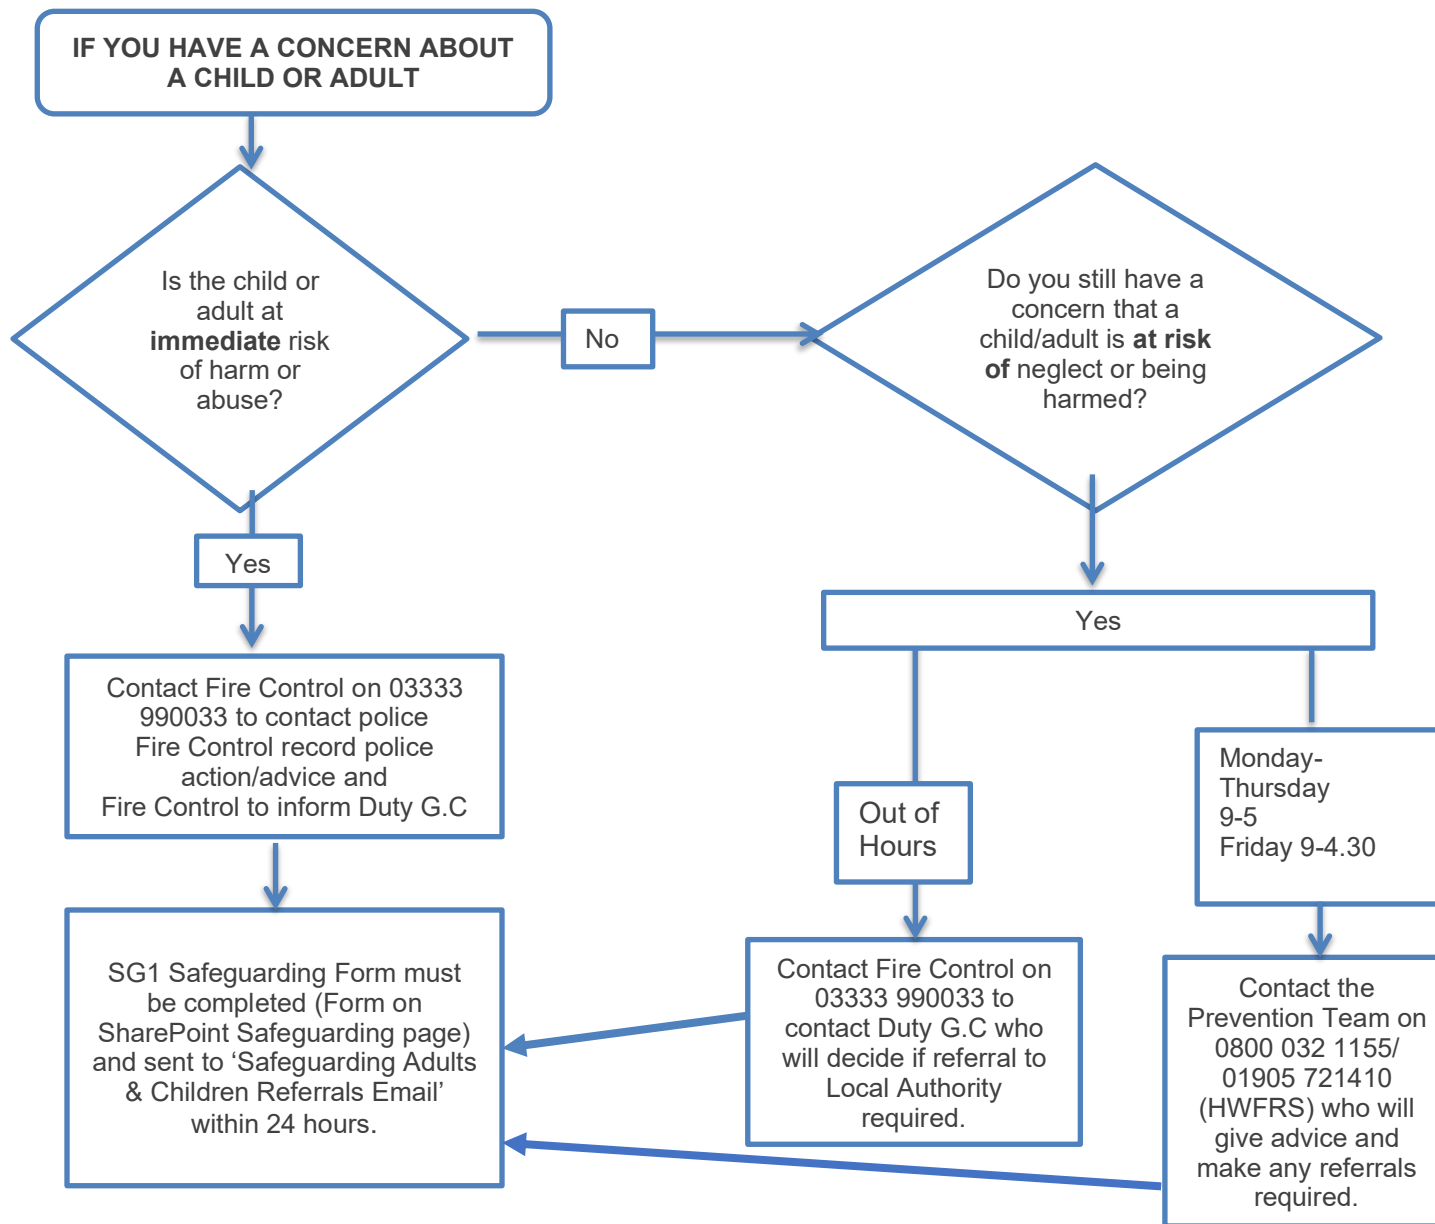 IF YOU HAVE A CONCERN ABOUT
A CHILD OR ADULT
Is the child or
adult at
immediate risk
of harm or
abuse?
No
Do you still have a
concern that a
child/adult is at risk
of neglect or being
harmed?
Yes
Yes
Contact Fire Control on 03333
990033 to contact police
Fire Control record police
action/advice and
Fire Control to inform Duty G.C
Out of
Hours
Monday-
Thursday
9-5
Friday 9-4.30
SG1 Safeguarding Form must
be completed (Form on
SharePoint Safeguarding page)
and sent to ‘Safeguarding Adults
& Children Referrals Email’
within 24 hours.
Contact Fire Control on
03333 990033 to
contact Duty G.C who
will decide if referral to
Local Authority
required.
Contact the
Prevention Team on
0800 032 1155/
01905 721410
(HWFRS) who will
give advice and
make any referrals
required.